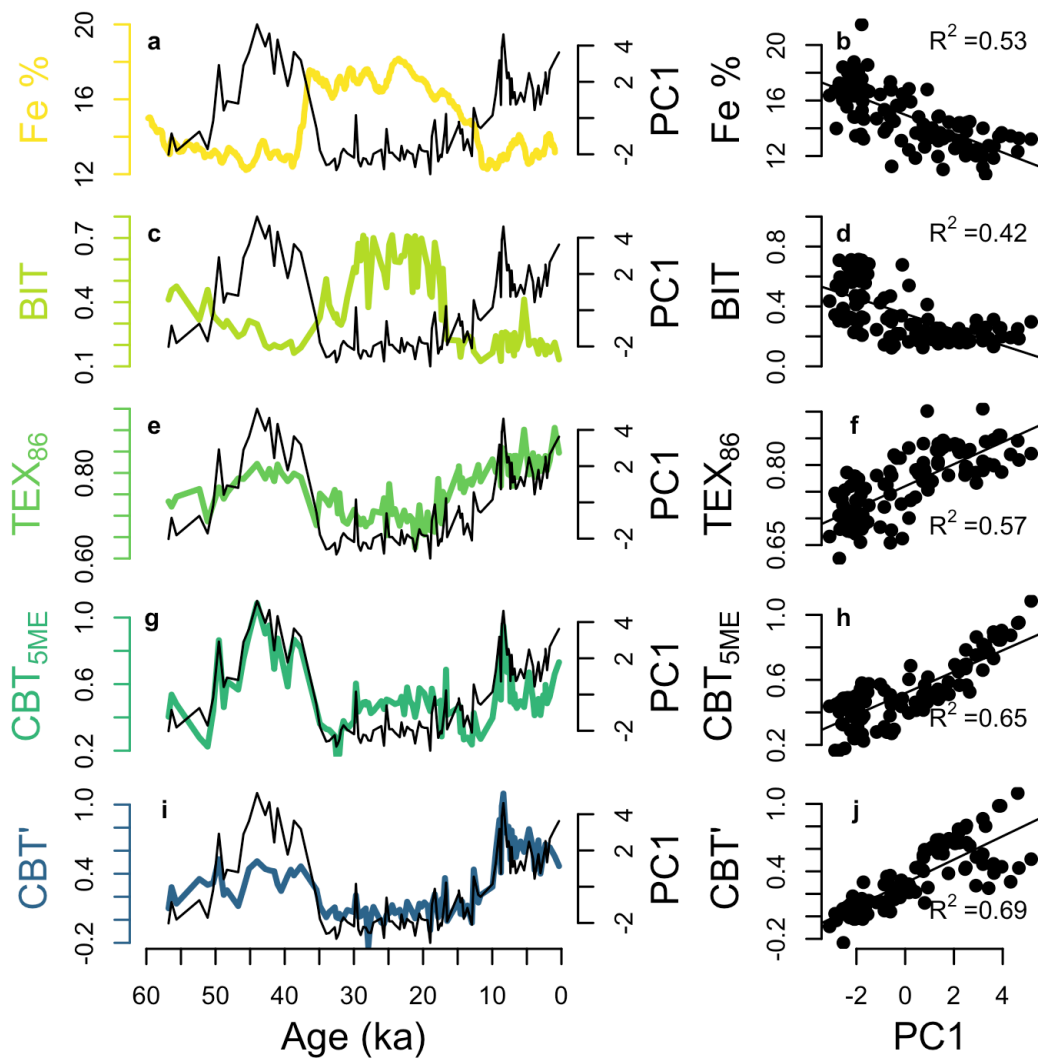 a
Fe %
12
16
20
PC1
-2
2
4
b
Fe %
12
14
16
20
R² =0.53
c
BIT
0.1
0.4
0.7
PC1
-2
2
4
d
BIT
0.0
0.4
0.8
R² =0.42
e
TEX₈₆
0.60
0.80
PC1
-2
2
4
f
TEX₈₆
0.65
0.80
R² =0.57
g
CBT₅ME
0.2
0.6
1.0
PC1
-2
2
4
h
CBT₅ME
0.2
0.6
1.0
R² =0.65
i
CBT'
-0.2
0.4
1.0
PC1
-2
2
4
j
CBT'
-0.2
0.4
1.0
R² =0.69
60 50 40 30 20 10 0
Age (ka)
-2 0 2 4
PC1